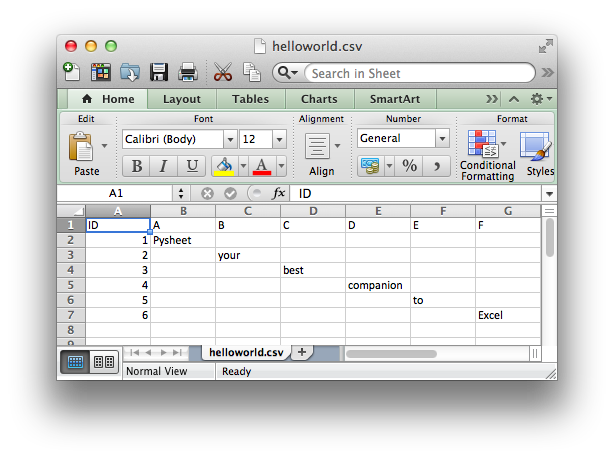 helloworld.csv
Search in Sheet
Home Layout Tables Charts SmartArt
Edit Font Alignment Number Format
Calibri (Body) 12 General
Paste B I U A Align % , Conditional Formatting Styles
A1 fx ID
A B C D E F G
1 ID A B C D E F
2 1 Pysheet
3 2 your
4 3 best
5 4 companion
6 5 to
7 6 Excel
8
9
helloworld.csv +
Normal View Ready